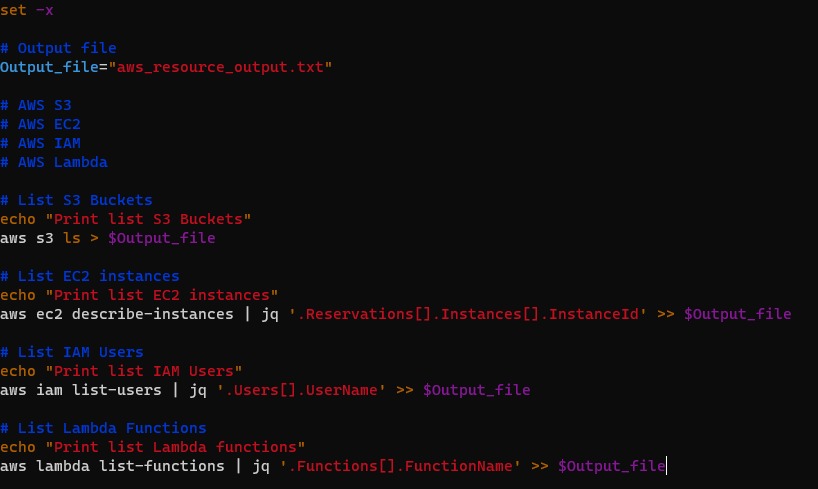 set -x
# Output file
Output_file="aws_resource_output.txt"
# AWS S3
# AWS EC2
# AWS IAM
# AWS Lambda
# List S3 Buckets
echo "Print list S3 Buckets"
aws s3 ls > $Output_file
# List EC2 instances
echo "Print list EC2 instances"
aws ec2 describe-instances | jq '.Reservations[].Instances[].InstanceId' >> $Output_file
# List IAM Users
echo "Print list IAM Users"
aws iam list-users | jq '.Users[].UserName' >> $Output_file
# List Lambda Functions
echo "Print list Lambda functions"
aws lambda list-functions | jq '.Functions[].FunctionName' >> $Output_file